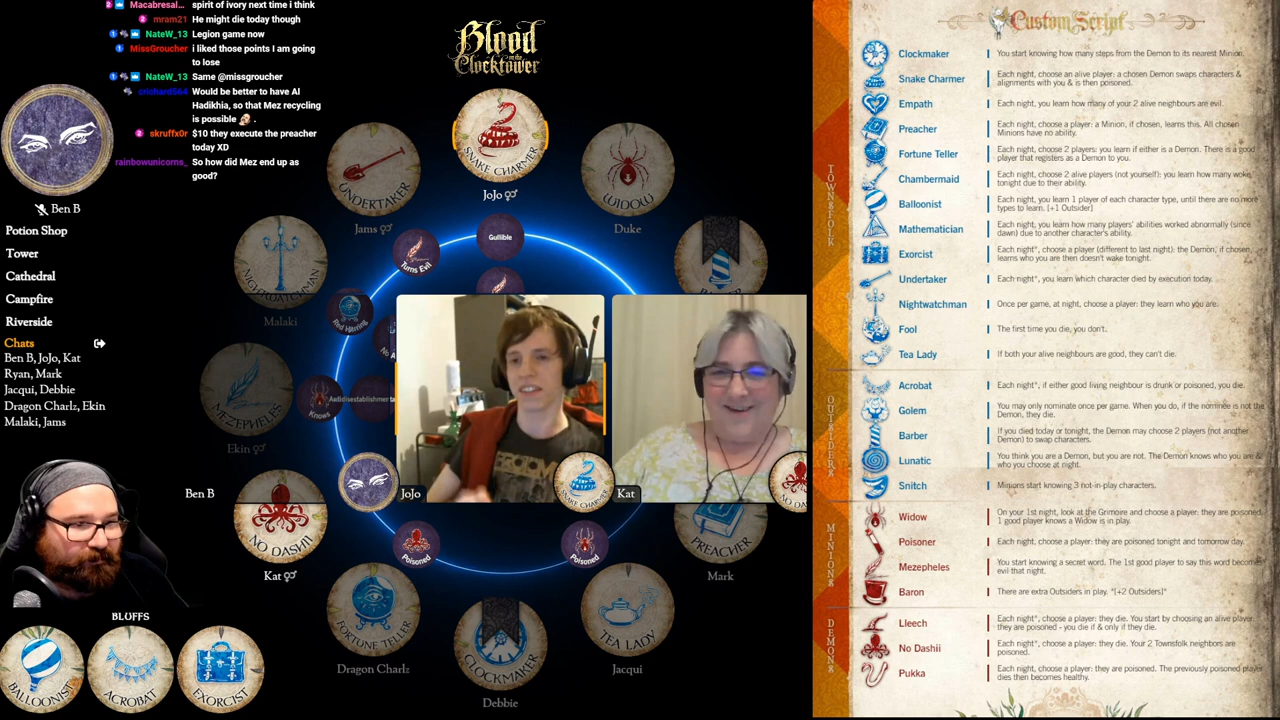 Macabresal... spirit of ivory next time i think
mram21 He might die today though
NateW_13 Legion game now
MissGroucher i liked those points I am going
to lose
NateW_13 Same @missgroucher
crichard564 Would be better to have Al
Hadikhia, so that Mez recycling
is possible
.
skruffx0r $10 they execute the preacher
today XD
rainbowunicorns_ So how did Mez end up as
good?
Ben B
Potion Shop
Tower
Cathedral
Campfire
Riverside
Chats
Ben B, JoJo, Kat
Ryan, Mark
Jacqui, Debbie
Dragon Charlz, Ekin
Malaki, Jams
BLUFFS
BALLOONIST
ACROBAT
EXORCIST
Blood
on the
Clocktower
SNAKE CHARMER
JoJo
UNDERTAKER
Jams
WIDOW
Duke
NIGHTWATCHMAN
Malaki
MEZEPHELES
Ekin
Gullible
Turns Evil
Red Herring
No A
Knows
Antidisestablishmenta
Ben B
NO DASHII
Kat
JoJo
SNAKE CHARMER
Kat
NO DA
Poisoned
Poisoned
PREACHER
Mark
FORTUNE TELLER
Dragon Charlz
CLOCKMAKER
Debbie
TEA LADY
Jacqui
Custom Script
TOWNSFOLK
Clockmaker You start knowing how many steps from the Demon to its nearest Minion.
Snake Charmer Each night, choose an alive player: a chosen Demon swaps characters &
alignments with you & is then poisoned.
Empath Each night, you learn how many of your 2 alive neighbours are evil.
Preacher Each night, choose a player: a Minion, if chosen, learns this. All chosen
Minions have no ability.
Fortune Teller Each night, choose 2 players: you learn if either is a Demon. There is a good
player that registers as a Demon to you.
Chambermaid Each night, choose 2 alive players (not yourself): you learn how many woke
tonight due to their ability.
Balloonist Each night, you learn 1 player of each character type, until there are no more
types to learn. [+1 Outsider]
Mathematician Each night, you learn how many players' abilities worked abnormally (since
dawn) due to another character's ability.
Exorcist Each night*, choose a player (different to last night): the Demon, if chosen,
learns who you are then doesn't wake tonight.
Undertaker Each night*, you learn which character died by execution today.
Nightwatchman Once per game, at night, choose a player: they learn who you are.
Fool The first time you die, you don't.
Tea Lady If both your alive neighbours are good, they can't die.
OUTSIDERS
Acrobat Each night*, if either good living neighbour is drunk or poisoned, you die.
Golem You may only nominate once per game. When you do, if the nominee is not the
Demon, they die.
Barber If you died today or tonight, the Demon may choose 2 players (not another
Demon) to swap characters.
Lunatic You think you are a Demon, but you are not. The Demon knows who you are &
who you choose at night.
Snitch Minions start knowing 3 not-in-play characters.
MINIONS
Widow On your 1st night, look at the Grimoire and choose a player: they are poisoned.
1 good player knows a Widow is in play.
Poisoner Each night, choose a player: they are poisoned tonight and tomorrow day.
Mezepheles You start knowing a secret word. The 1st good player to say this word becomes
evil that night.
Baron There are extra Outsiders in play. *[+2 Outsiders]*
DEMONS
Lleech Each night*, choose a player: they die. You start by choosing an alive player:
they are poisoned - you die if & only if they die.
No Dashii Each night*, choose a player: they die. Your 2 Townsfolk neighbors are
poisoned.
Pukka Each night, choose a player: they are poisoned. The previously poisoned player
dies then becomes healthy.